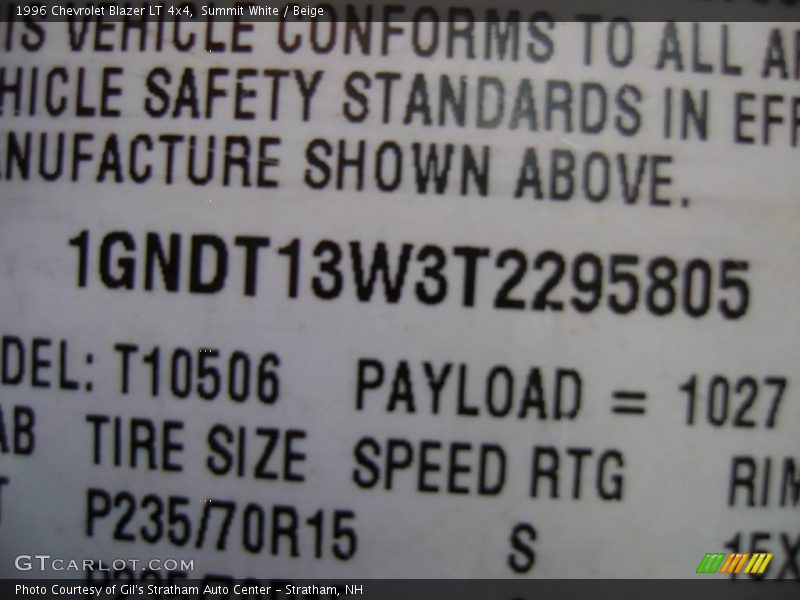 1996 Chevrolet Blazer LT 4x4, Summit White / Beige
IS VEHICLE CONFORMS TO ALL
HICLE SAFETY STANDARDS IN EFF
NUFACTURE SHOWN ABOVE.
1GNDT13W3T2295805
DEL: T10506 PAYLOAD = 1027
AB TIRE SIZE SPEED RTG RIM
P235/70R15 S 15X
GTCARLOT.COM
Photo Courtesy of Gil's Stratham Auto Center - Stratham, NH